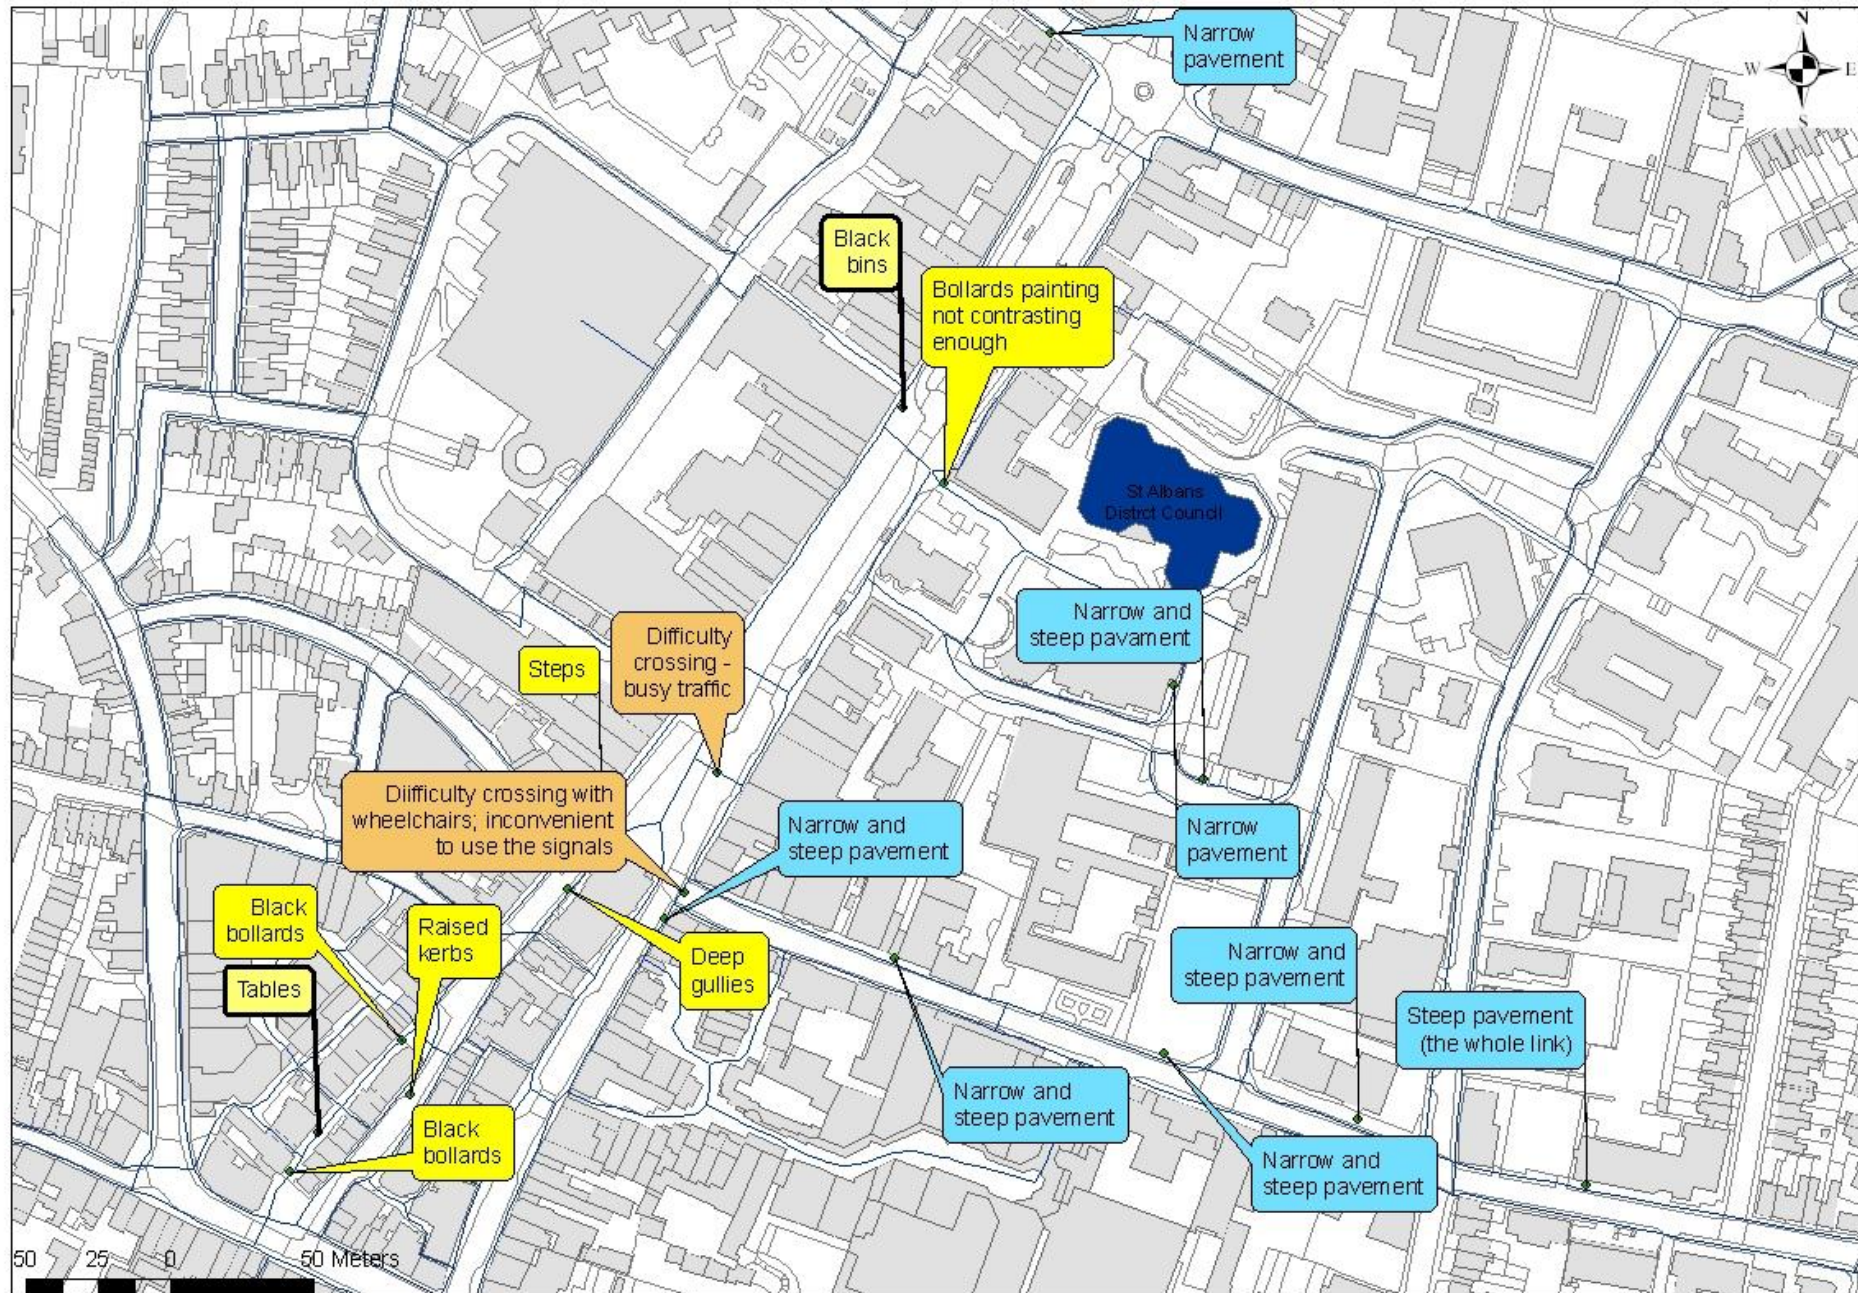 Narrow
pavement
N
W
E
S
Black
bins
Bollards painting
not contrasting
enough
St Albans
Distrct Council
Narrow and
steep pavament
Difficulty
crossing -
busy traffic
Steps
Diifficulty crossing with
wheelchairs; inconvenient
to use the signals
Narrow and
steep pavement
Narrow
pavement
Black
bollards
Raised
kerbs
Deep
gullies
Narrow and
steep pavement
Tables
Steep pavement
(the whole link)
Narrow and
steep pavement
Black
bollards
Narrow and
steep pavement
50 25 0 50 Meters